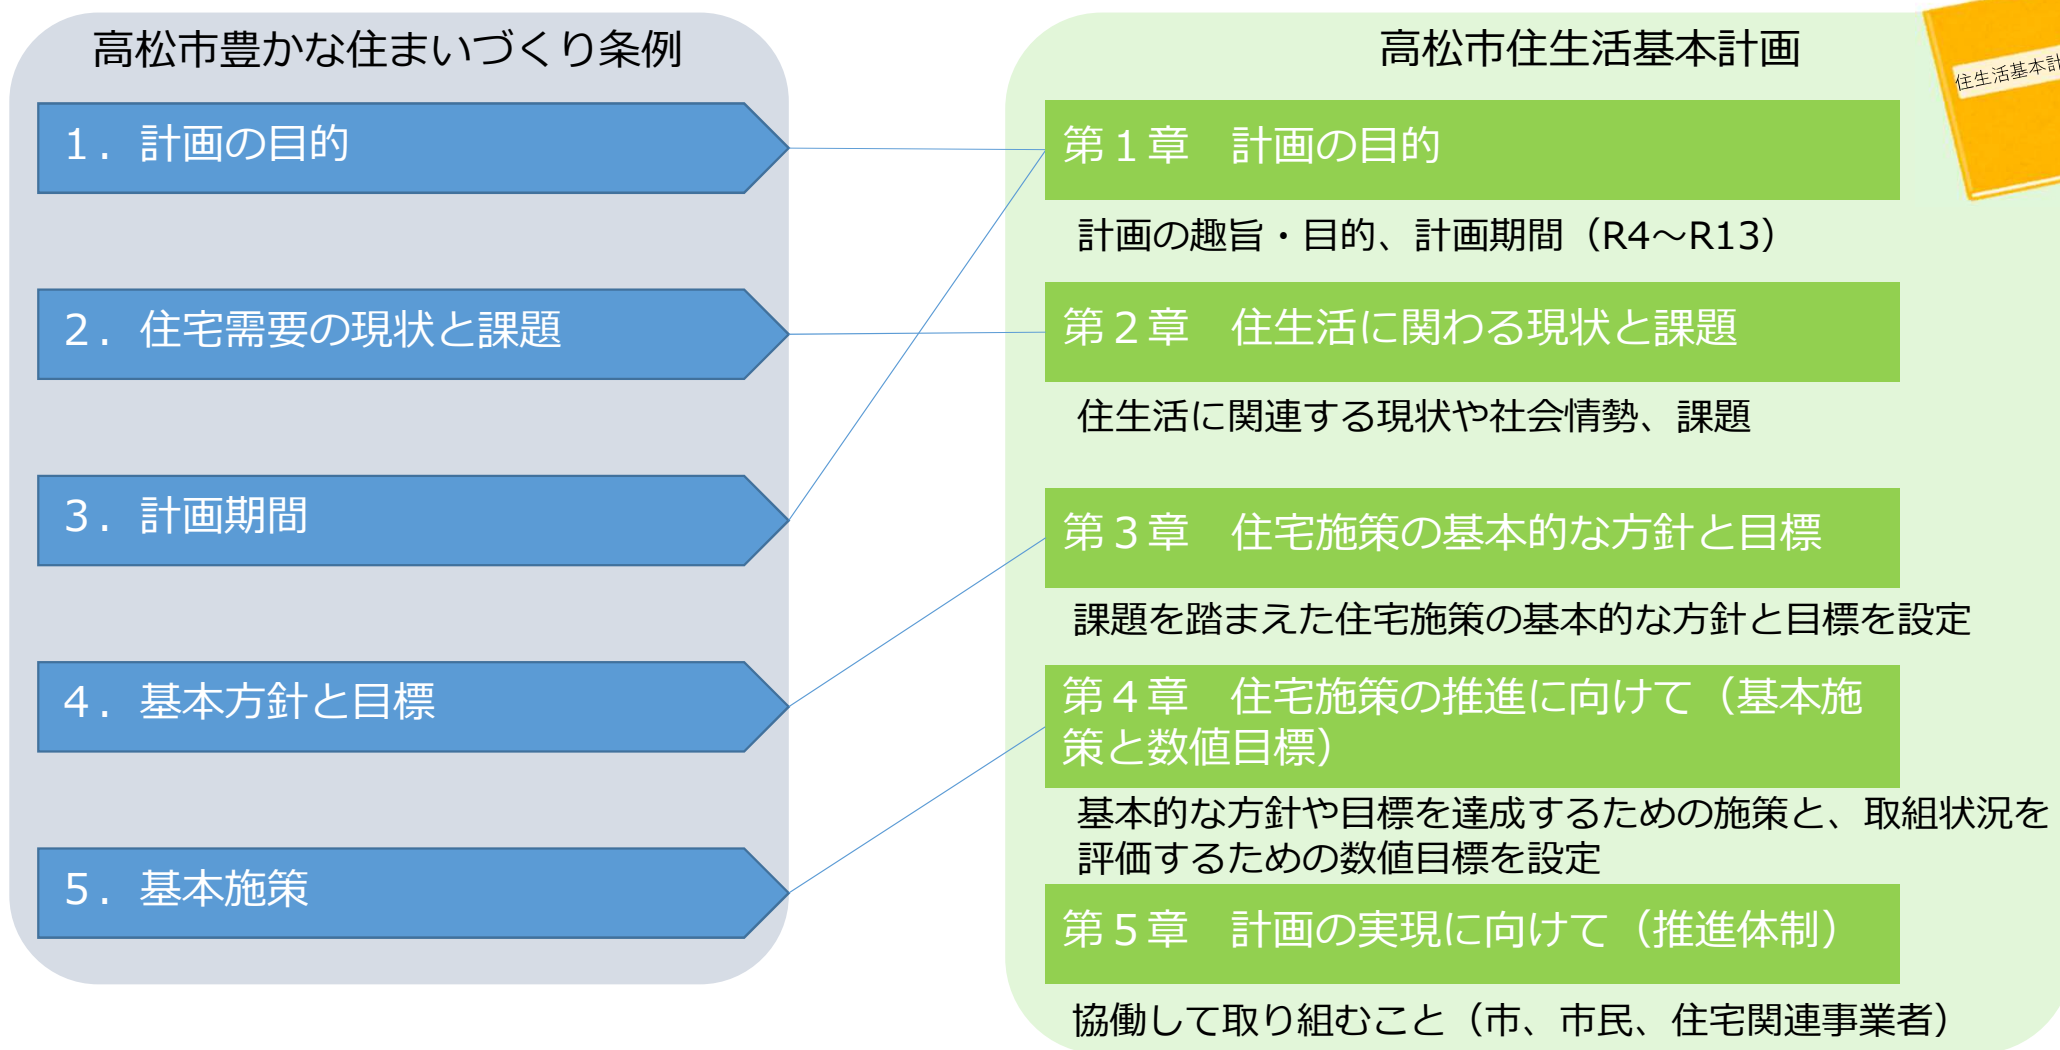 高松市豊かな住まいづくり条例
１．計画の目的
２．住宅需要の現状と課題
３．計画期間
４．基本方針と目標
５．基本施策
高松市住生活基本計画
住生活基本計
第１章　計画の目的
計画の趣旨・目的、計画期間（R4～R13）
第２章　住生活に関わる現状と課題
住生活に関連する現状や社会情勢、課題
第３章　住宅施策の基本的な方針と目標
課題を踏まえた住宅施策の基本的な方針と目標を設定
第４章　住宅施策の推進に向けて（基本施
策と数値目標）
基本的な方針や目標を達成するための施策と、取組状況を
評価するための数値目標を設定
第５章　計画の実現に向けて（推進体制）
協働して取り組むこと（市、市民、住宅関連事業者）